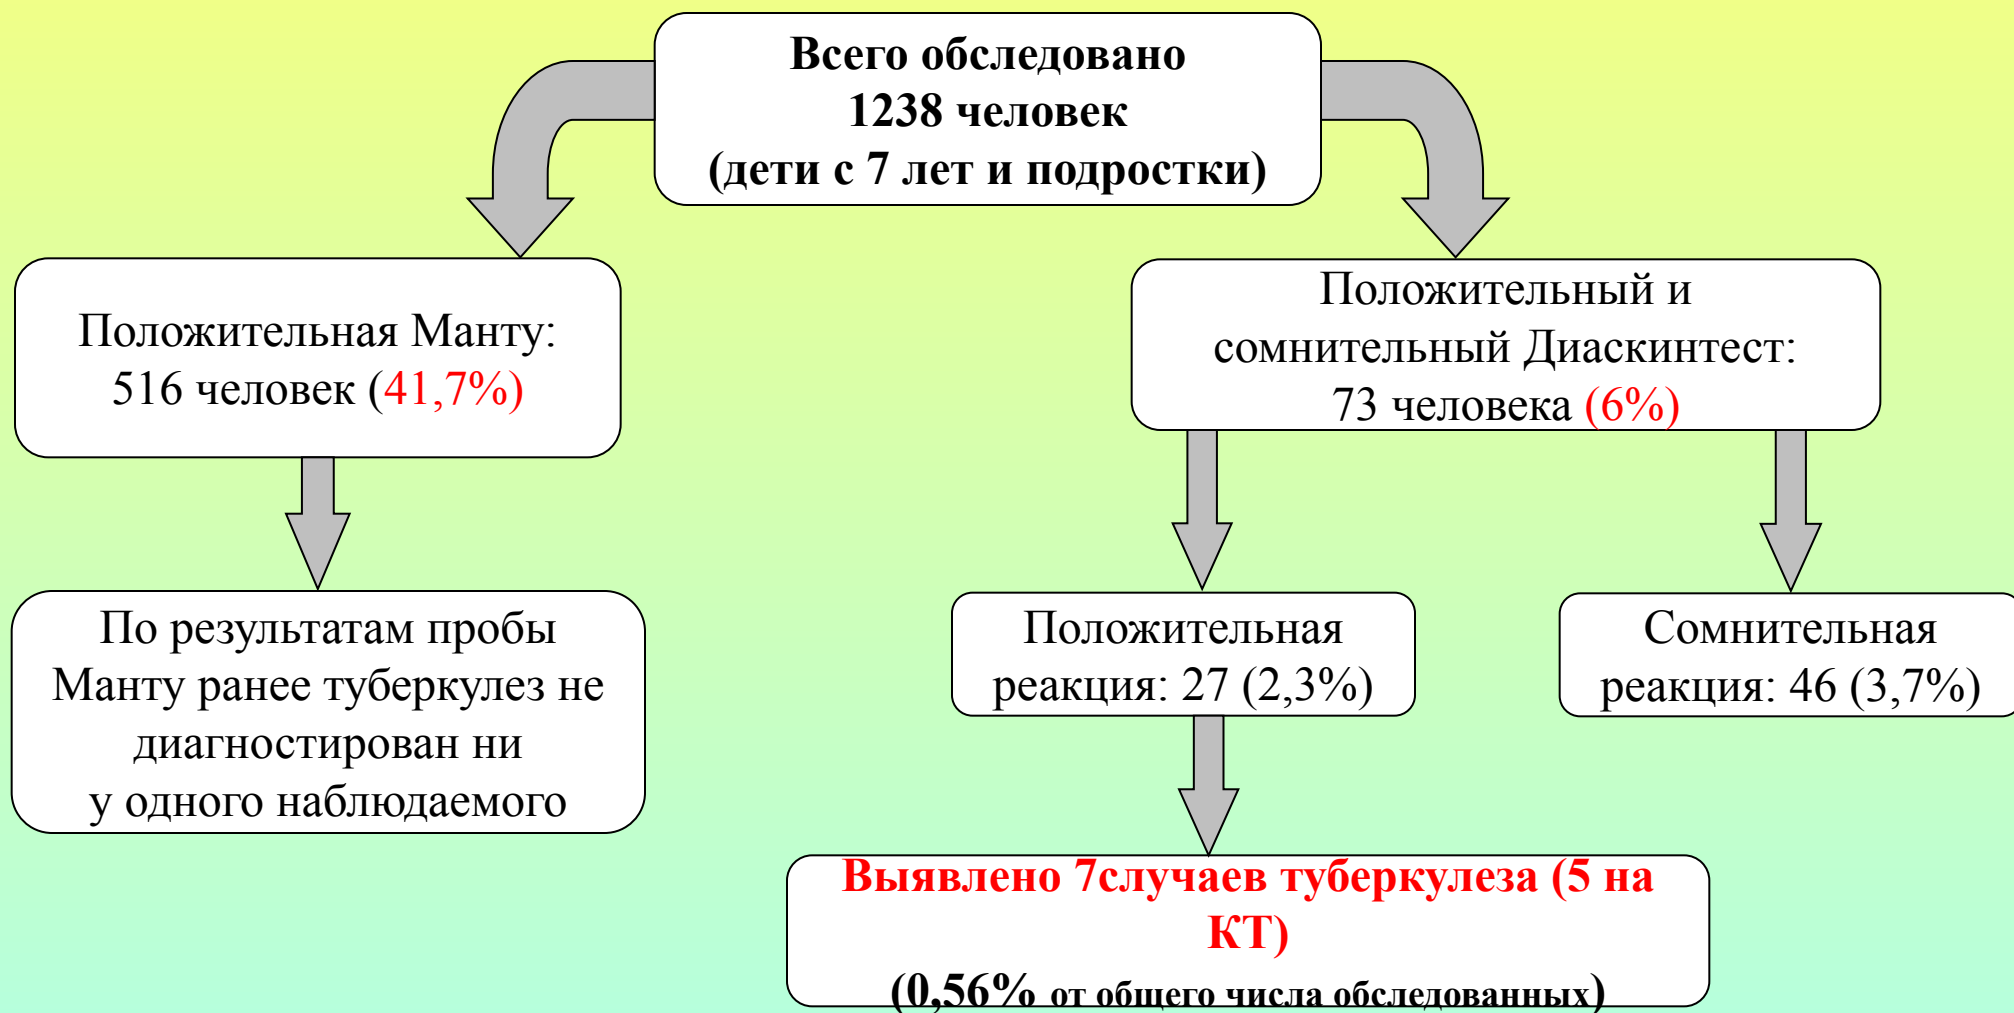 Всего обследовано
1238 человек
(дети с 7 лет и подростки)
Положительная Манту:
516 человек (41,7%)
Положительный и
сомнительный Диаскинтест:
73 человека (6%)
По результатам пробы
Манту ранее туберкулез не
диагностирован ни
у одного наблюдаемого
Положительная
реакция: 27 (2,3%)
Сомнительная
реакция: 46 (3,7%)
Выявлено 7случаев туберкулеза (5 на
КТ)
(0,56% от общего числа обследованных)